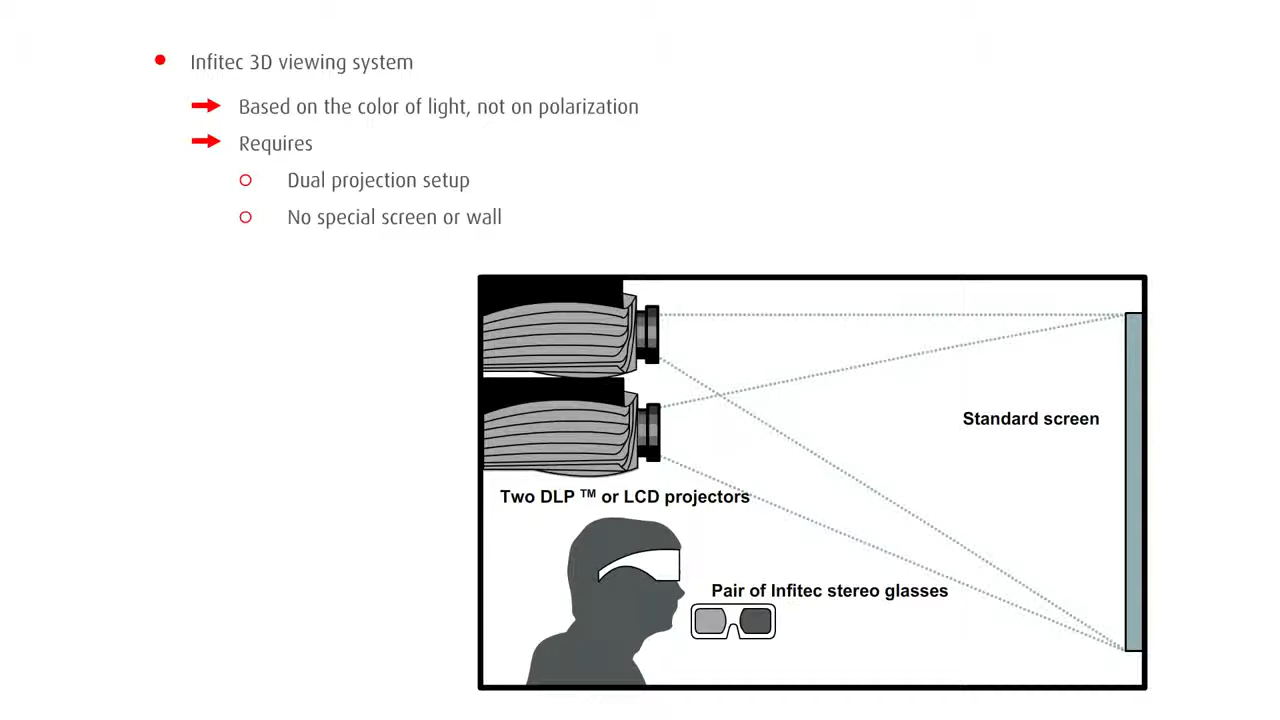 Infitec 3D viewing system
Based on the color of light, not on polarization
Requires
Dual projection setup
No special screen or wall
Standard screen
Two DLP ™ or LCD projectors
Pair of Infitec stereo glasses